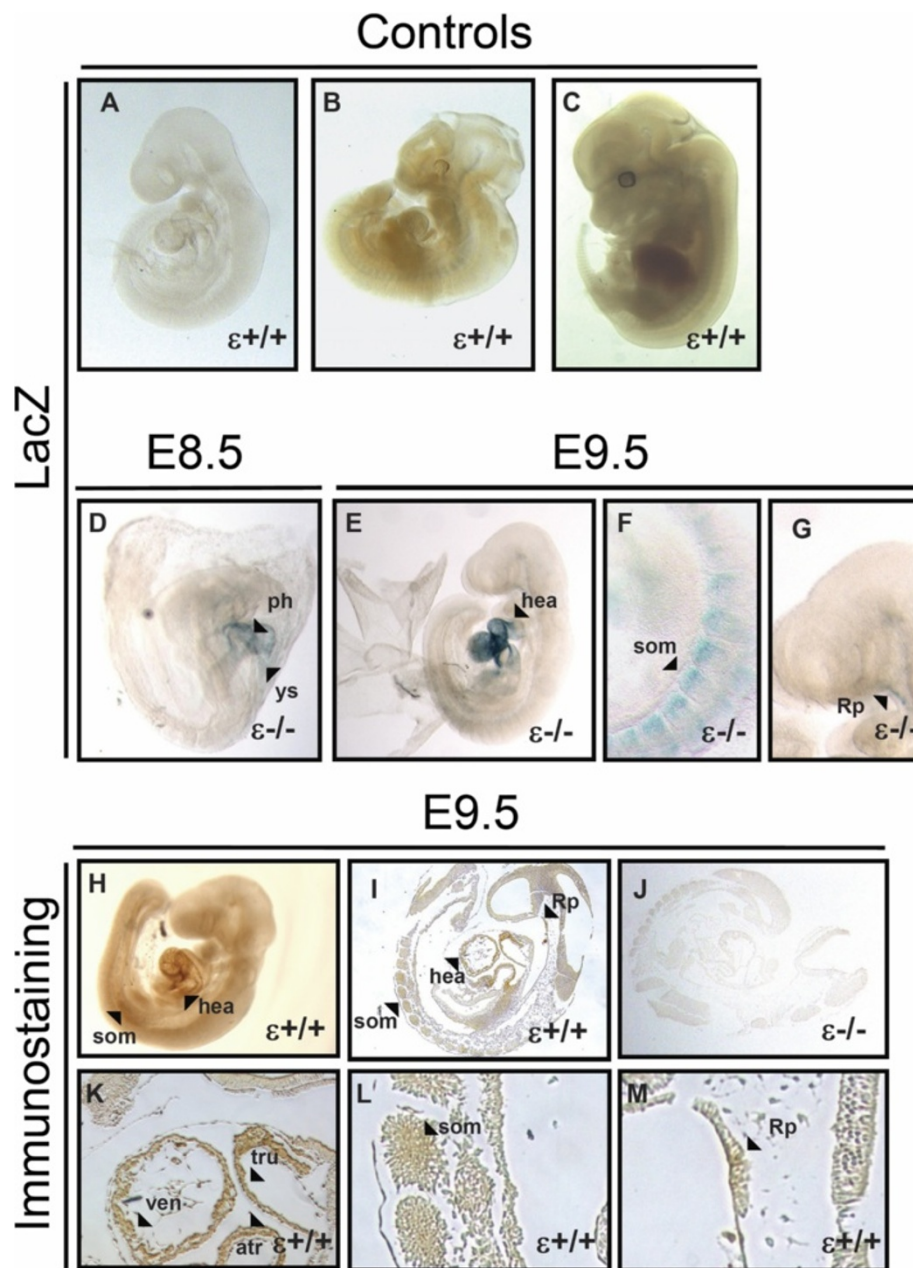 Controls
LacZ
A
ε+/+
B
ε+/+
C
ε+/+
E8.5
E9.5
D
ph
ys
ε-/-
E
hea
ε-/-
F
som
ε-/-
G
Rp
ε-/-
E9.5
Immunostaining
H
hea
som
ε+/+
I
Rp
hea
som
ε+/+
J
ε-/-
K
tru
ven
atr
ε+/+
L
som
ε+/+
M
Rp
ε+/+